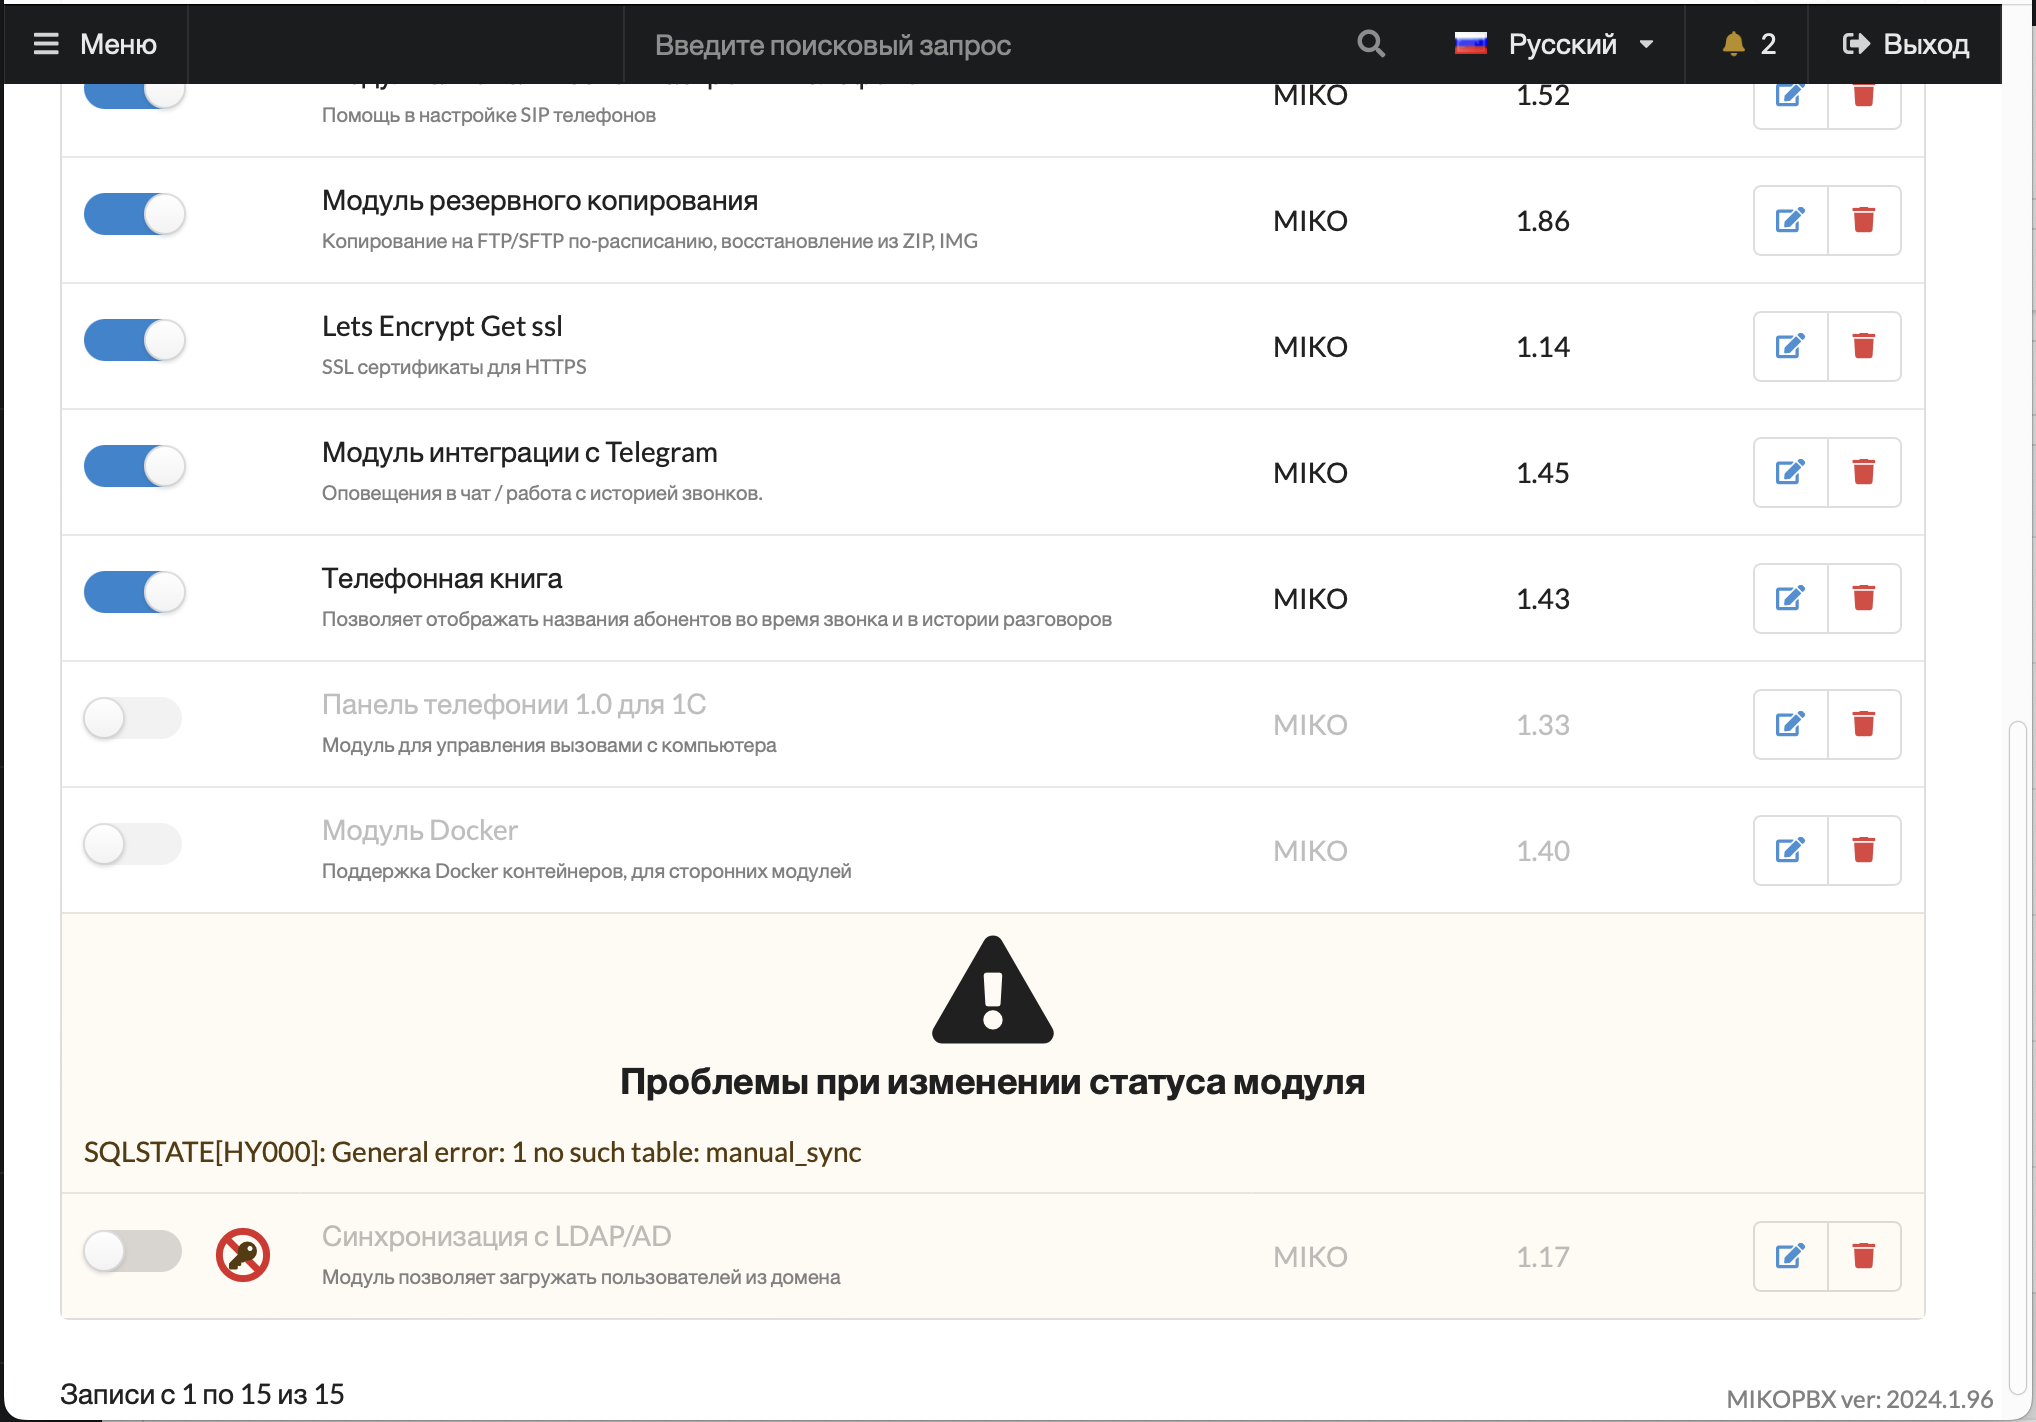 Меню
Введите поисковый запрос
Русский
2
Выход
Помощь в настройке SIP телефонов
MIKO
1.52
Модуль резервного копирования
Копирование на FTP/SFTP по-расписанию, восстановление из ZIP, IMG
MIKO
1.86
Lets Encrypt Get ssl
SSL сертификаты для HTTPS
MIKO
1.14
Модуль интеграции с Telegram
Оповещения в чат / работа с историей звонков.
MIKO
1.45
Телефонная книга
Позволяет отображать названия абонентов во время звонка и в истории разговоров
MIKO
1.43
Панель телефонии 1.0 для 1С
Модуль для управления вызовами с компьютера
MIKO
1.33
Модуль Docker
Поддержка Docker контейнеров, для сторонних модулей
MIKO
1.40
Проблемы при изменении статуса модуля
SQLSTATE[HY000]: General error: 1 no such table: manual_sync
Синхронизация с LDAP/AD
Модуль позволяет загружать пользователей из домена
MIKO
1.17
Записи с 1 по 15 из 15
MIKOPBX ver: 2024.1.96